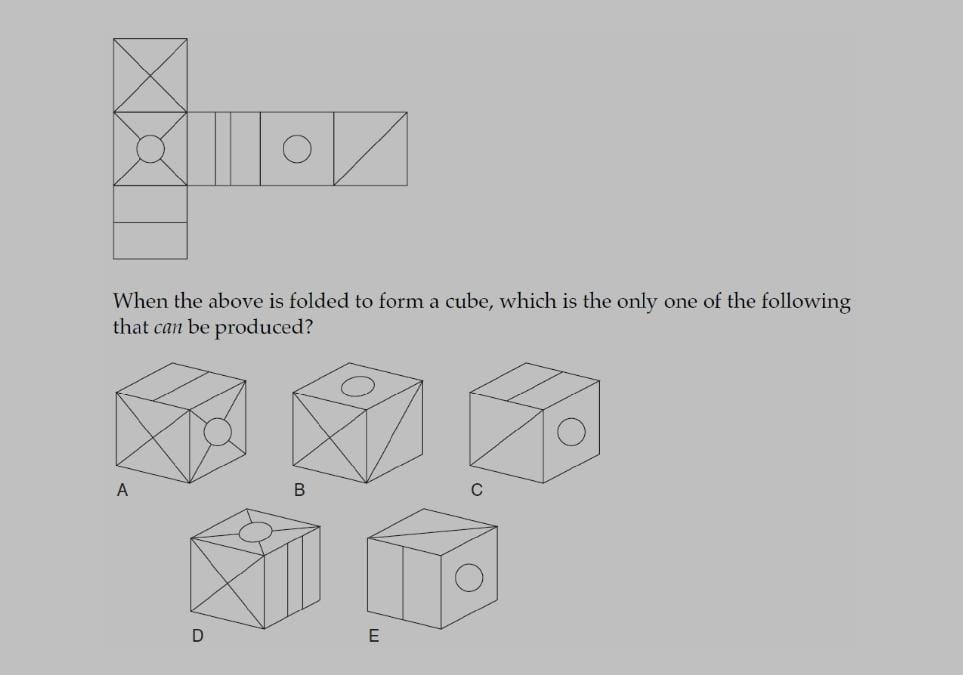 When the above is folded to form a cube, which is the only one of the following
that can be produced?
A
B
C
D
E